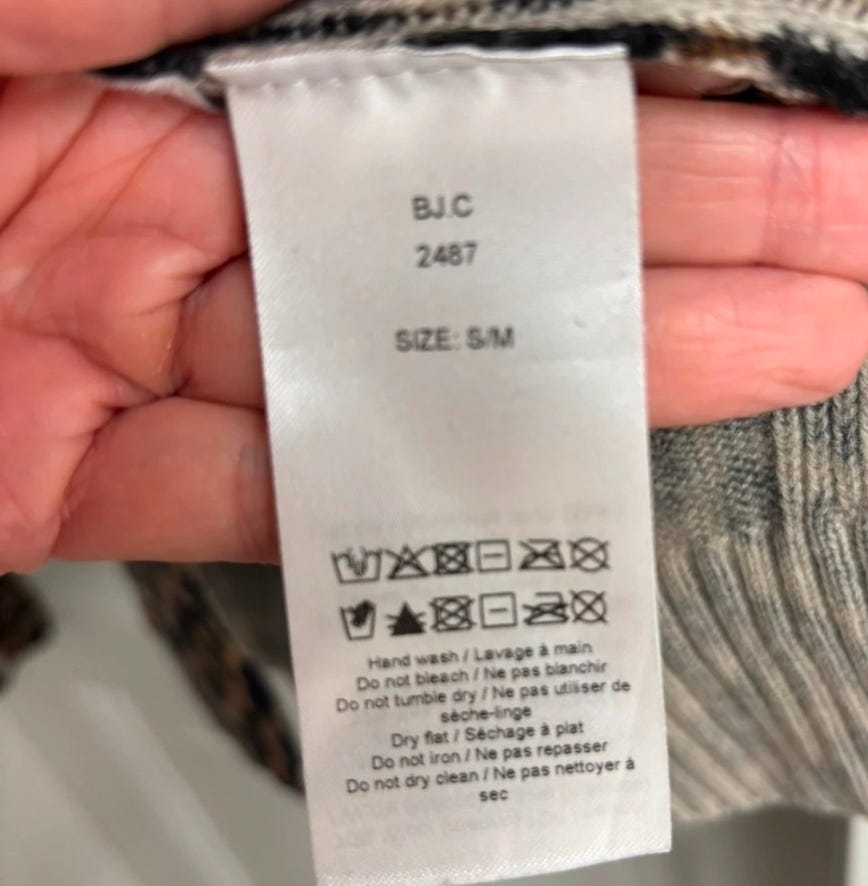 BJ.C
2487
SIZE: S/M
Hand wash / Lavage à main
Do not bleach / Ne pas blanchir
Do not tumble dry / Ne pas utiliser de
sèche-linge
Dry flat / Séchage à plat
Do not iron / Ne pas repasser
Do not dry clean / Ne pas nettoyer à
sec